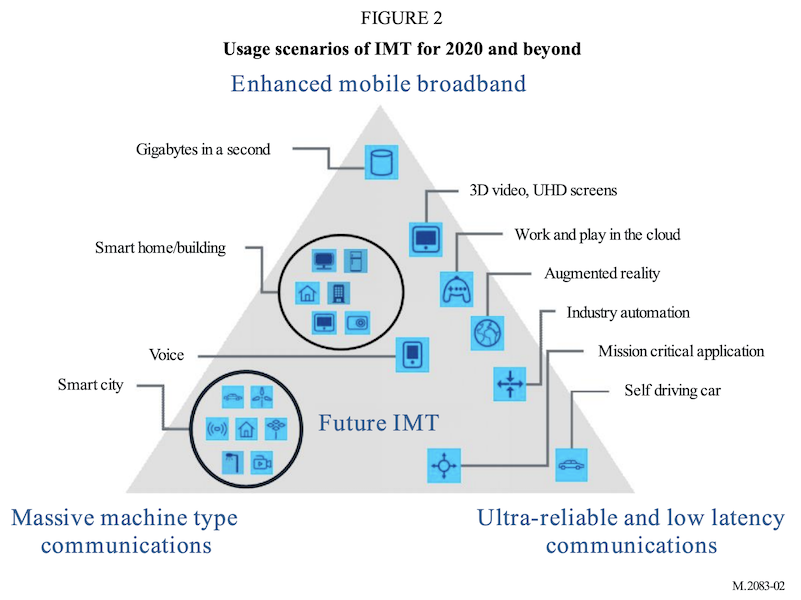 FIGURE 2
Usage scenarios of IMT for 2020 and beyond
Enhanced mobile broadband
Gigabytes in a second
3D video, UHD screens
Smart home/building
Work and play in the cloud
Augmented reality
Industry automation
Voice
Mission critical application
Smart city
Self driving car
Future IMT
Massive machine type
communications
Ultra-reliable and low latency
communications
M.2083-02